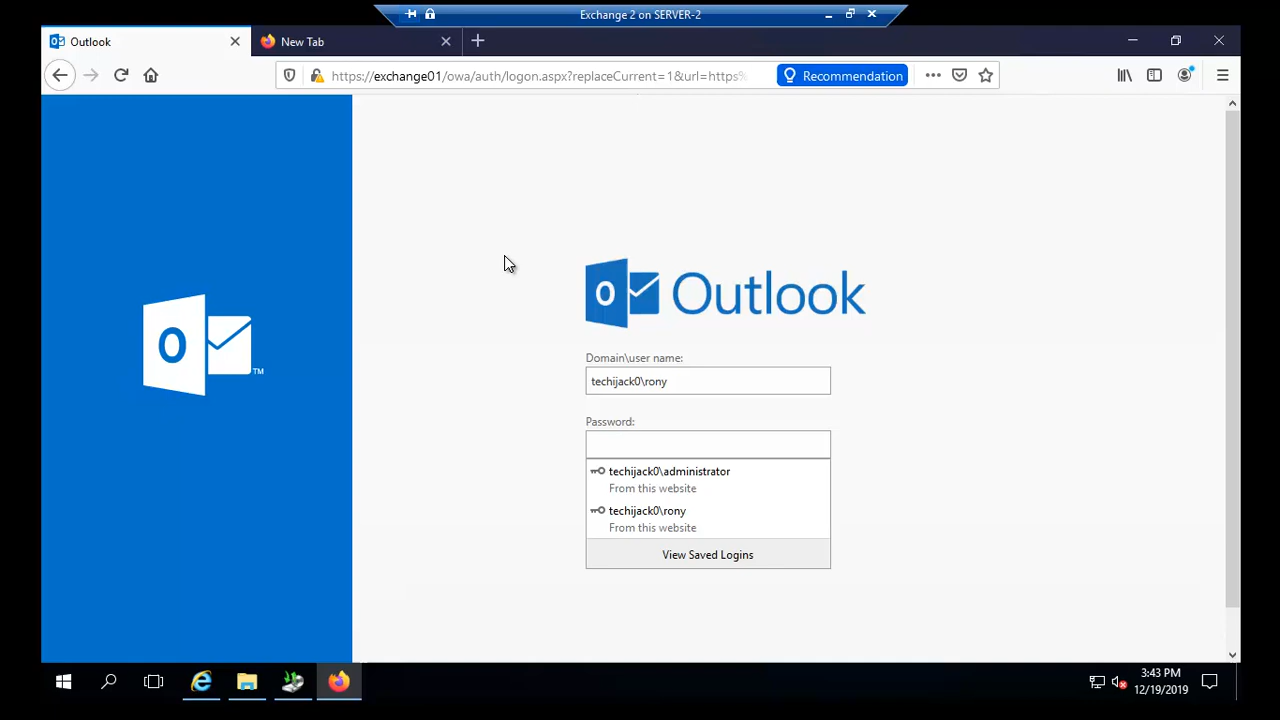 Exchange 2 on SERVER-2
Outlook
New Tab
https://exchange01/owa/auth/logon.aspx?replaceCurrent=1&url=https%
Recommendation
O
TM
O Outlook
Domain\user name:
techijack0\rony
Password:
techijack0\administrator
From this website
techijack0\rony
From this website
View Saved Logins
3:43 PM
12/19/2019